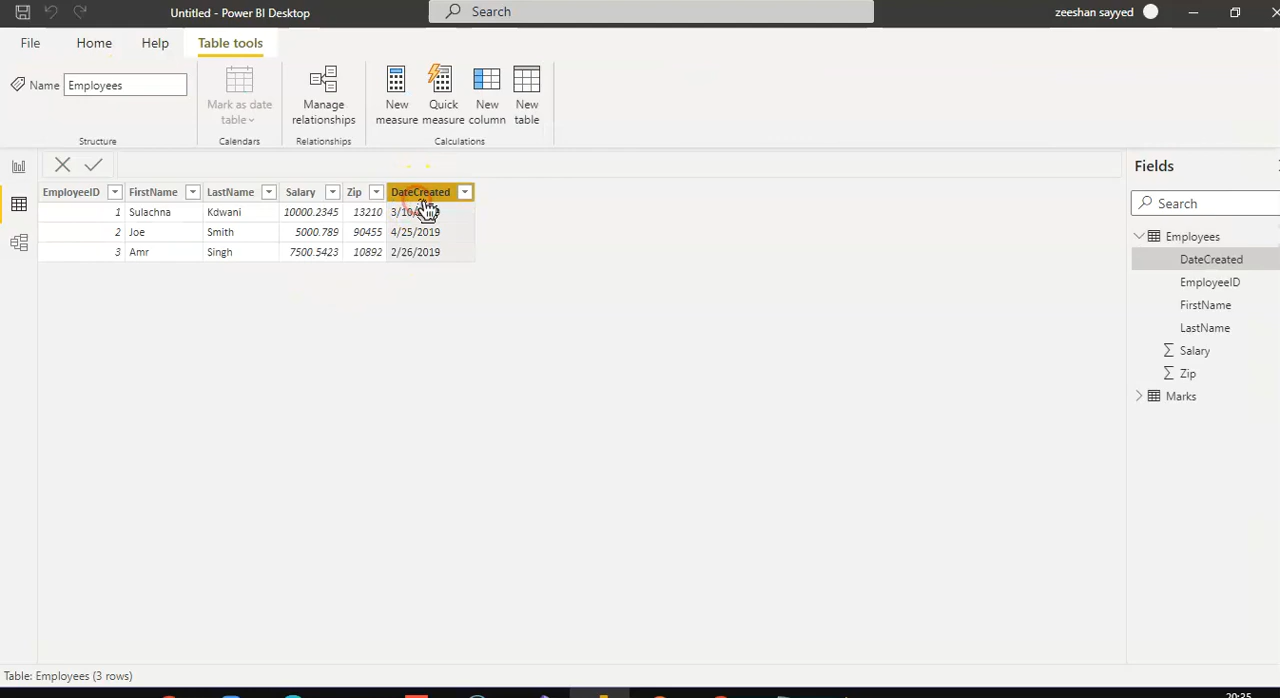 Untitled - Power BI Desktop
Search
zeeshan sayyed
File Home Help Table tools
Name Employees
Mark as date table
Manage relationships
New measure
Quick measure
New column
New table
Structure Calendars Relationships Calculations
EmployeeID FirstName LastName Salary Zip DateCreated
1 Sulachna Kdwani 10000.2345 13210
2 Joe Smith 5000.789 90455 4/25/2019
3 Amr Singh 7500.5423 10892 2/26/2019
Fields
Search
Employees
DateCreated
EmployeeID
FirstName
LastName
Salary
Zip
Marks
Table: Employees (3 rows)